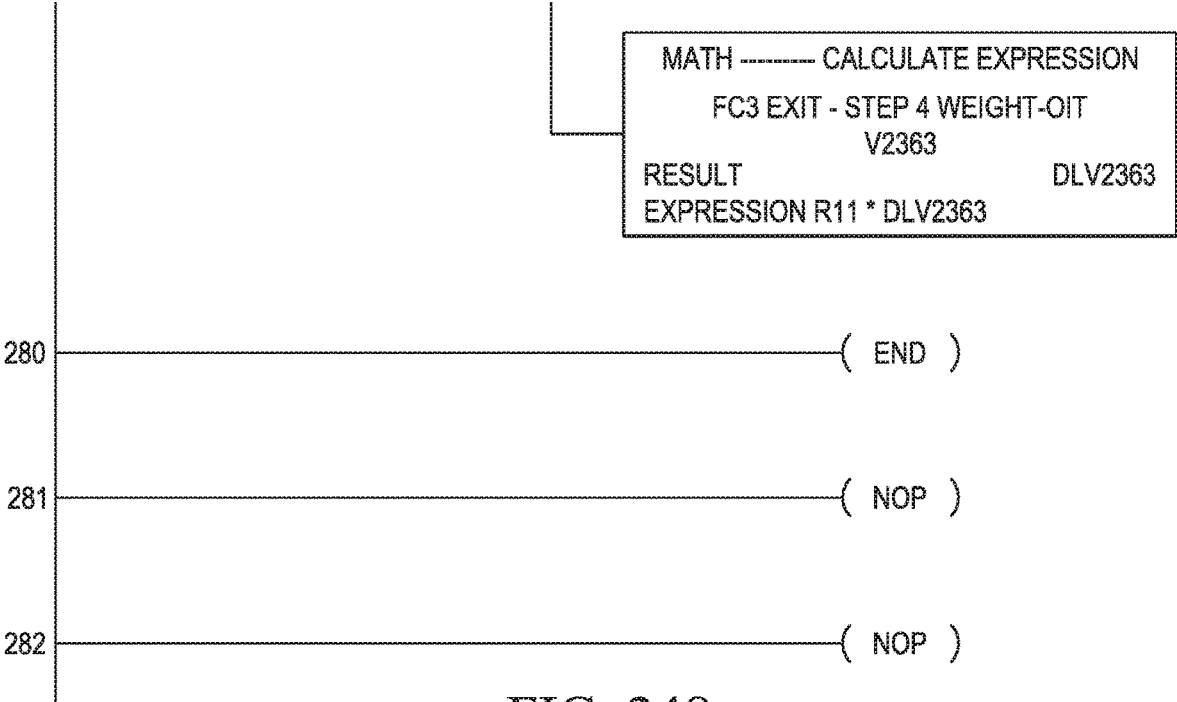 MATH ---------- CALCULATE EXPRESSION
FC3 EXIT - STEP 4 WEIGHT-OIT
V2363
RESULT DLV2363
EXPRESSION R11 * DLV2363
280 ( END )
281 ( NOP )
282 ( NOP )